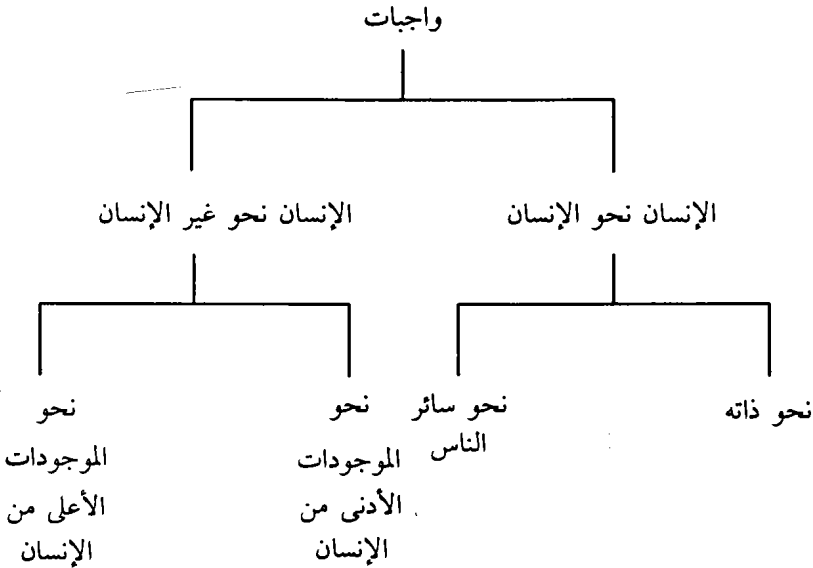 واجبات
الإنسان نحو الإنسان
الإنسان نحو غير الإنسان
نحو ذاته
نحو سائر
الناس
نحو
الموجودات
الأدنى من
الإنسان
نحو
الموجودات
الأعلى من
الإنسان